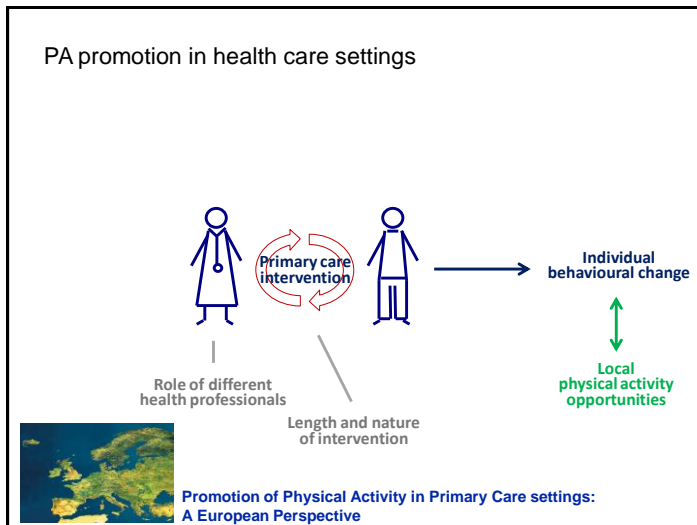 PA promotion in health care settings
Primary care
intervention
Individual
behavioural change
Role of different
health professionals
Length and nature
of intervention
Local
physical activity
opportunities
Promotion of Physical Activity in Primary Care settings:
A European Perspective